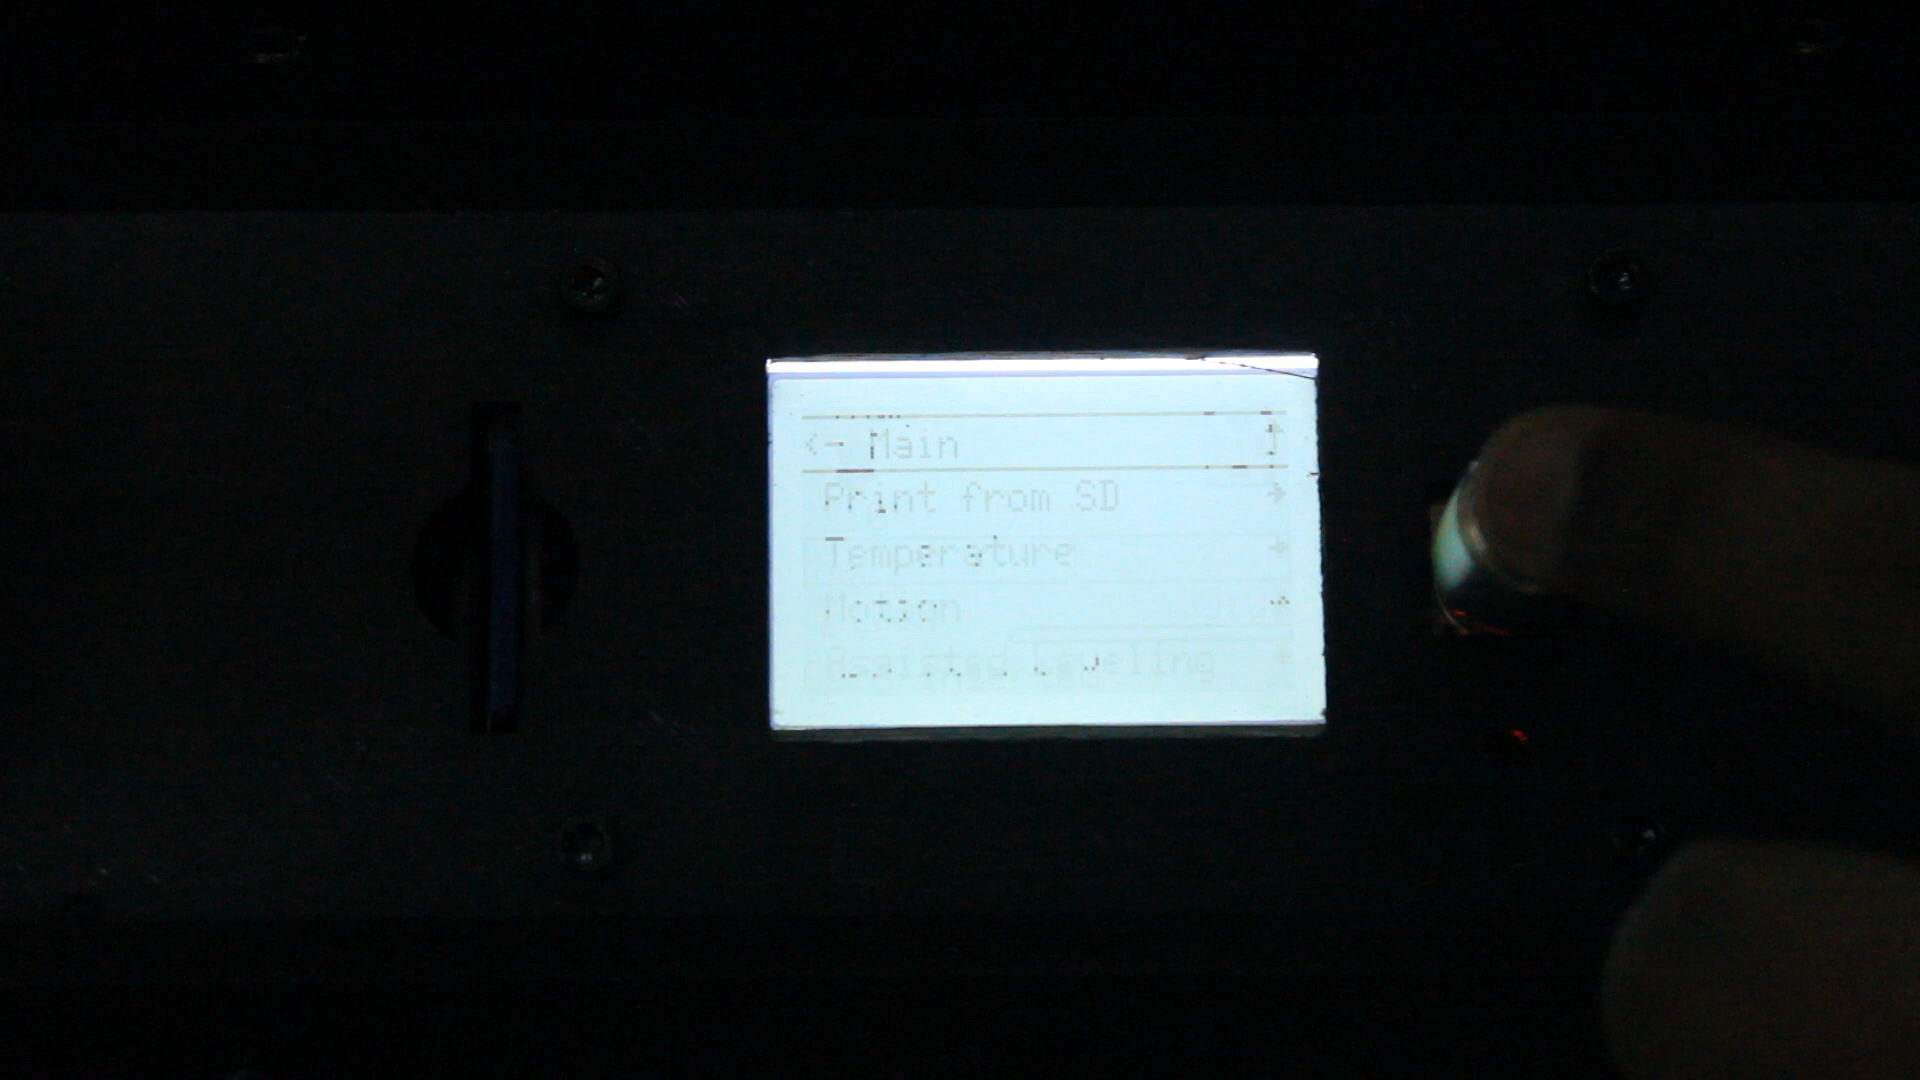 <- Main
Print from SD
Temperature
Motion
Assisted Leveling